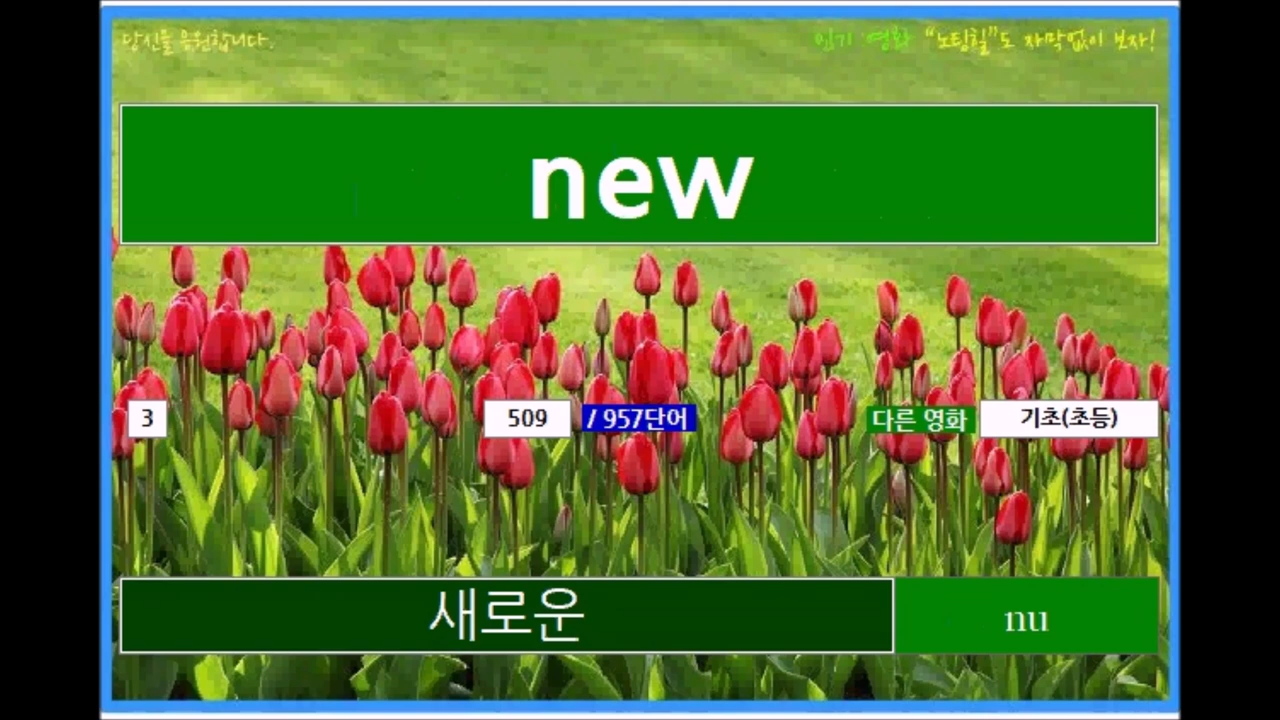 당신을 응원합니다.
인기 영화 “노팅힐”도 자막없이 보자!
new
3
509
/ 957단어
다른 영화
기초(초등)
새로운
nu